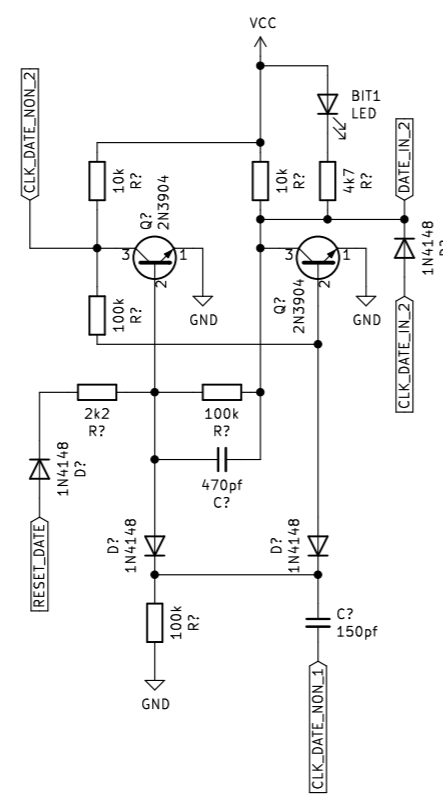 VCC
CLK_DATE_NON_2
BIT1
LED
10k
R?
Q?
2N3904
10k
R?
4k7
R?
DATE_IN_2
3
1
2
3
1
2
1N4148
D?
100k
R?
GND
Q?
2N3904
GND
CLK_DATE_IN_2
2k2
R?
100k
R?
1N4148
D?
470pf
C?
D?
1N4148
D?
1N4148
RESET_DATE
100k
R?
C?
150pf
GND
CLK_DATE_NON_1